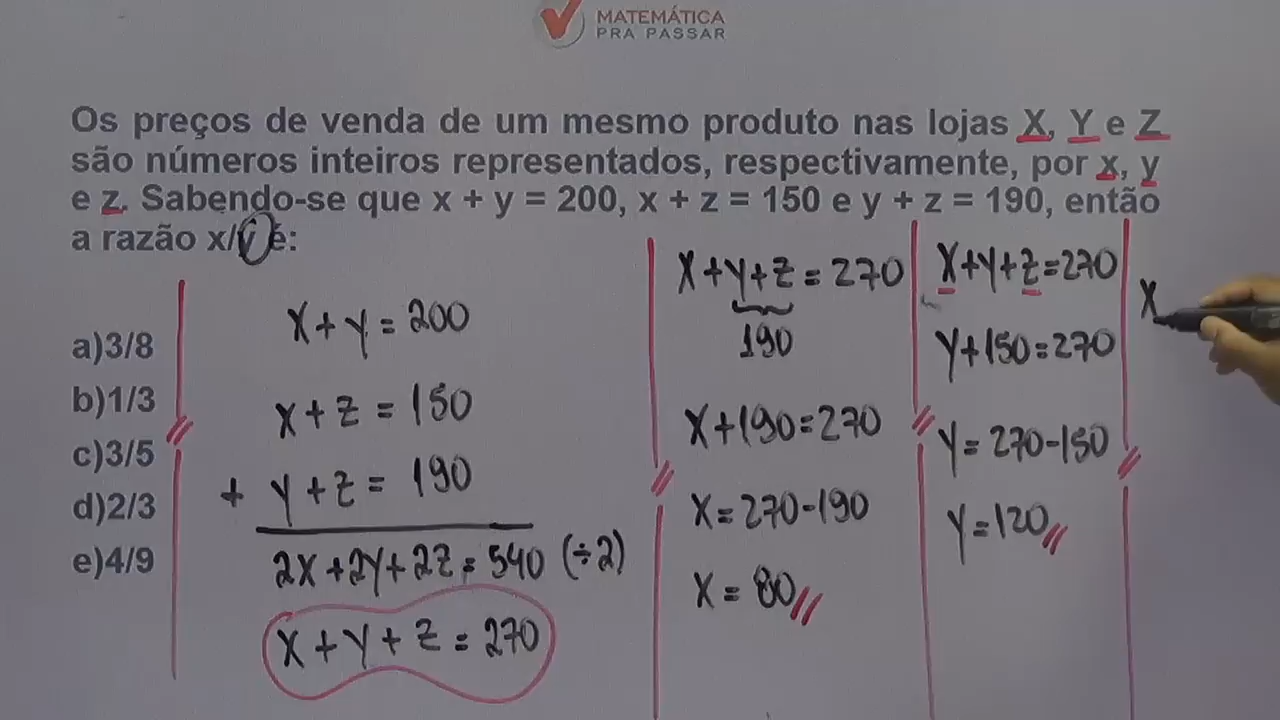 MATEMÁTICA
PRA PASSAR
Os preços de venda de um mesmo produto nas lojas X, Y e Z
são números inteiros representados, respectivamente, por x, y
e z. Sabendo-se que x + y = 200, x + z = 150 e y + z = 190, então
a razão x/y é:
a)3/8
b)1/3
c)3/5
d)2/3
e)4/9
X+Y=200
X+Z=150
+ Y+Z=190
2X+2Y+2Z=540 (÷2)
X+Y+Z=270
X+Y+Z=270
190
X+190=270
X=270-190
X=80
X+Y+Z=270
Y+150=270
Y=270-150
Y=120
X